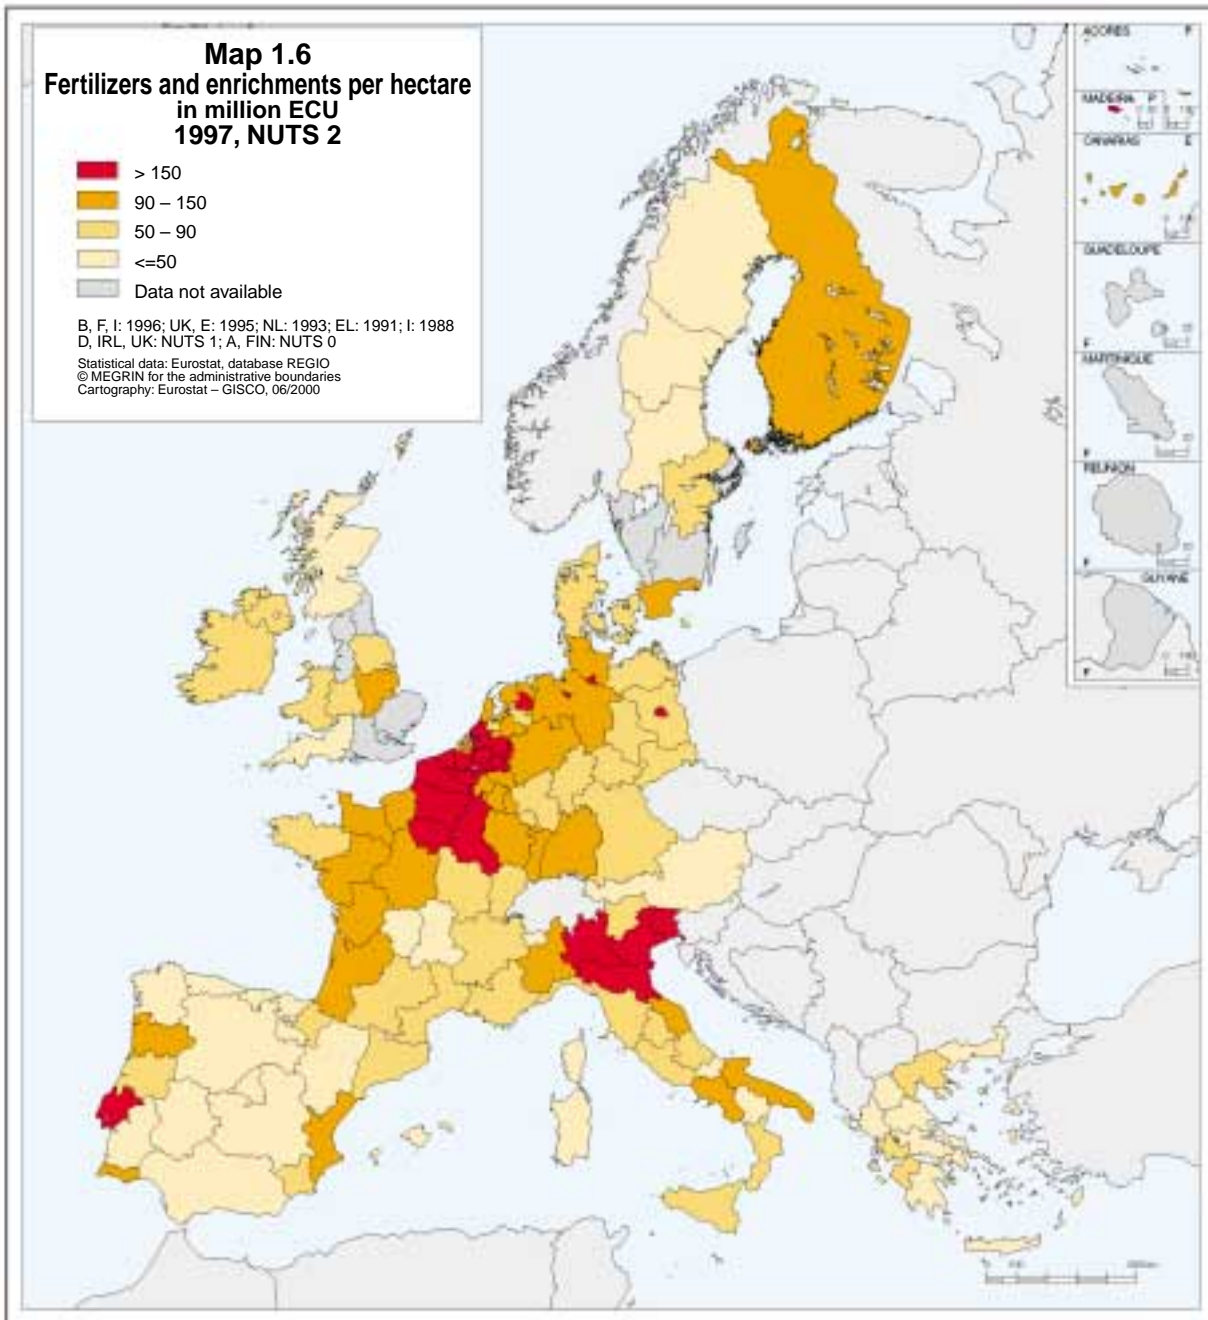 Map 1.6
Fertilizers and enrichments per hectare
in million ECU
1997, NUTS 2
> 150
90 – 150
50 – 90
<=50
Data not available
B, F, I: 1996; UK, E: 1995; NL: 1993; EL: 1991; I: 1988
D, IRL, UK: NUTS 1; A, FIN: NUTS 0
Statistical data: Eurostat, database REGIO
© MEGRIN for the administrative boundaries
Cartography: Eurostat – GISCO, 06/2000
ACORES P
MADEIRA P
CANARIAS E
GUADELOUPE
F
MARTINIQUE
F
REUNION
F
GUYANE
F